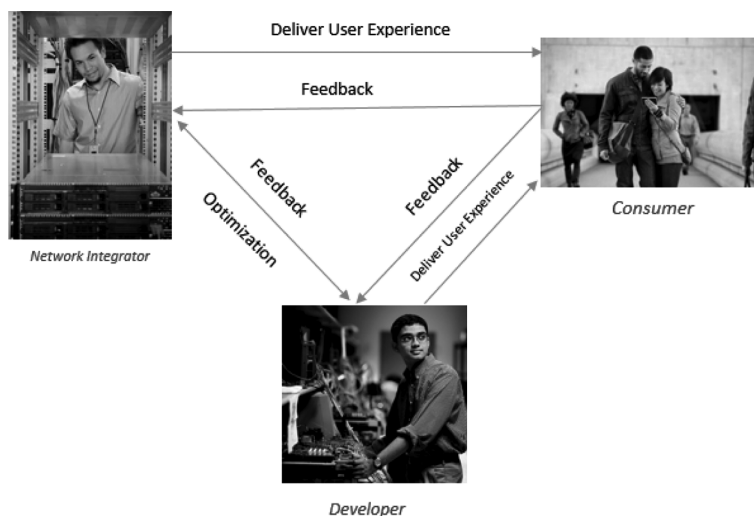 Deliver User Experience
Feedback
Feedback
Optimization
Feedback
Deliver User Experience
Network Integrator
Consumer
Developer